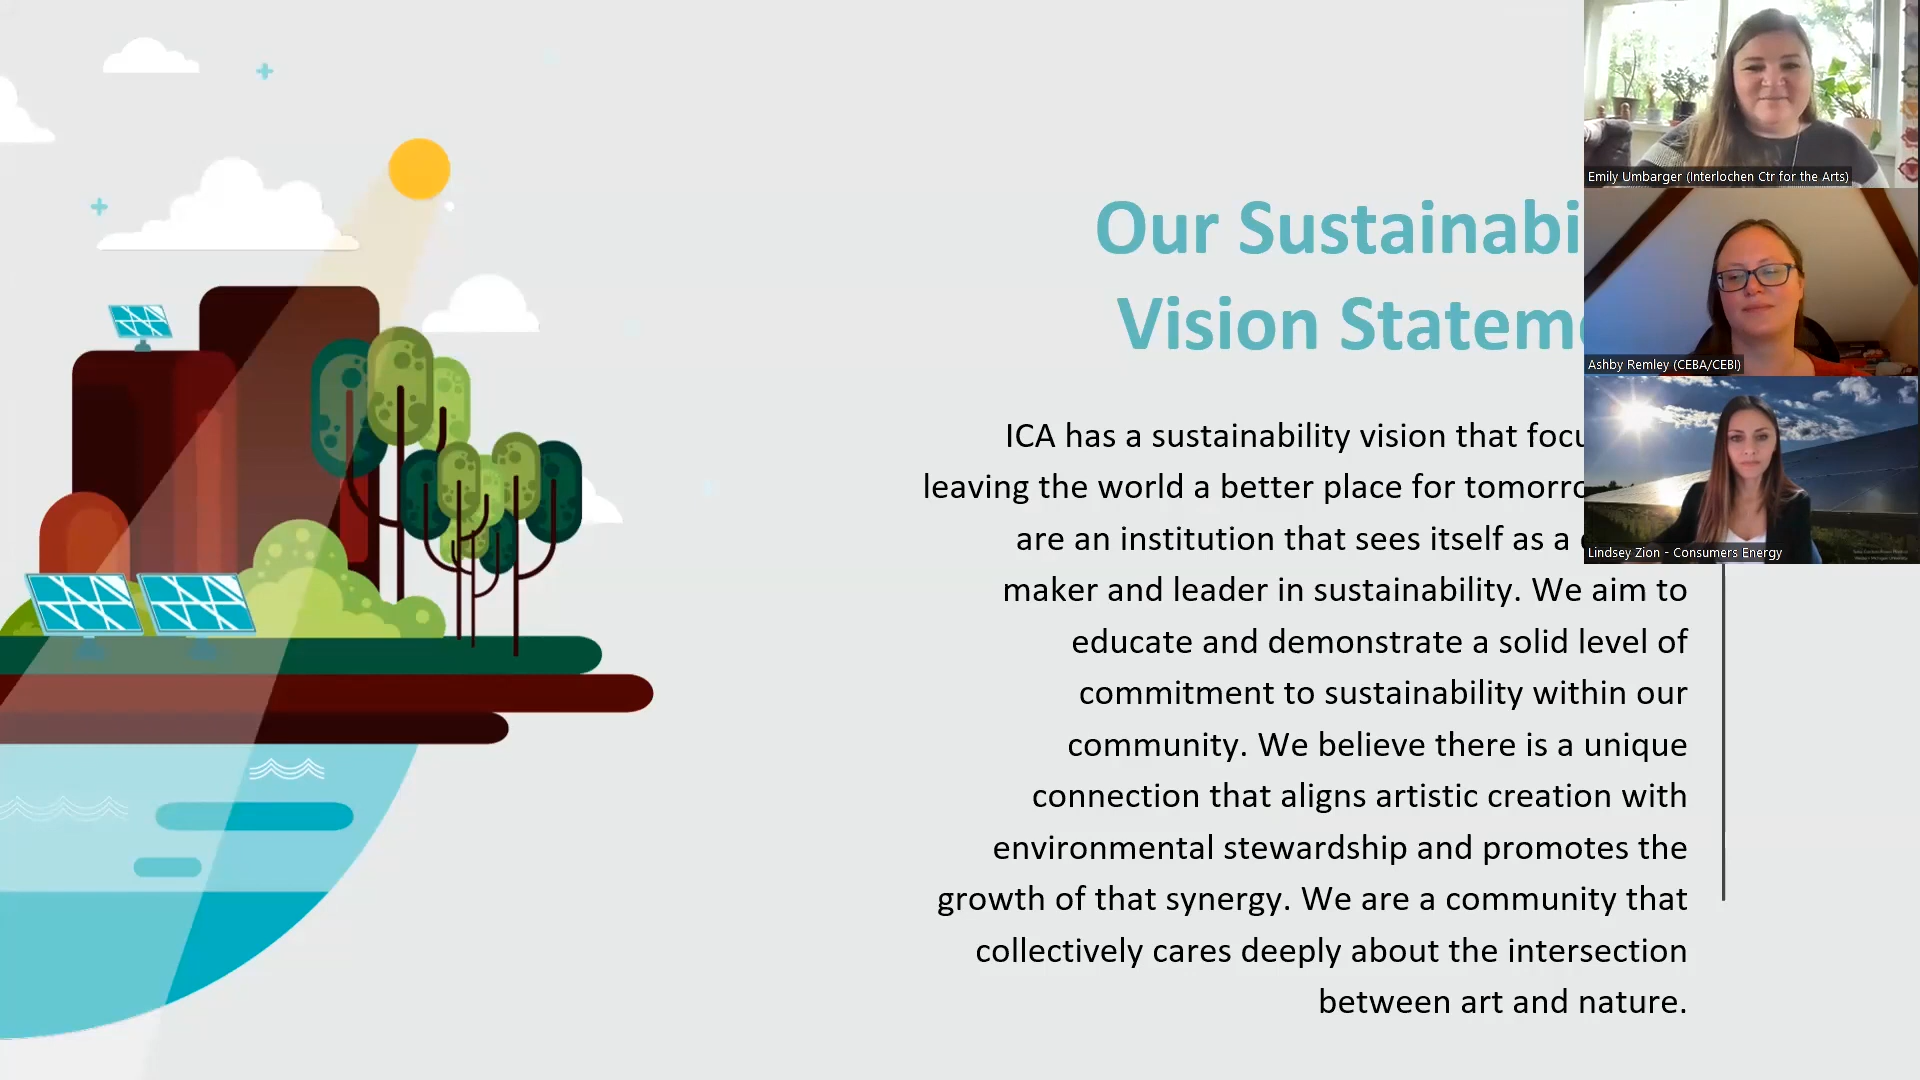 Our Sustainabi
Vision Statem
ICA has a sustainability vision that focu
leaving the world a better place for tomorro
are an institution that sees itself as a
maker and leader in sustainability. We aim to
educate and demonstrate a solid level of
commitment to sustainability within our
community. We believe there is a unique
connection that aligns artistic creation with
environmental stewardship and promotes the
growth of that synergy. We are a community that
collectively cares deeply about the intersection
between art and nature.
Emily Umbarger (Interlochen Ctr for the Arts)
Ashby Remley (CEBA/CEBI)
Lindsey Zion - Consumers Energy